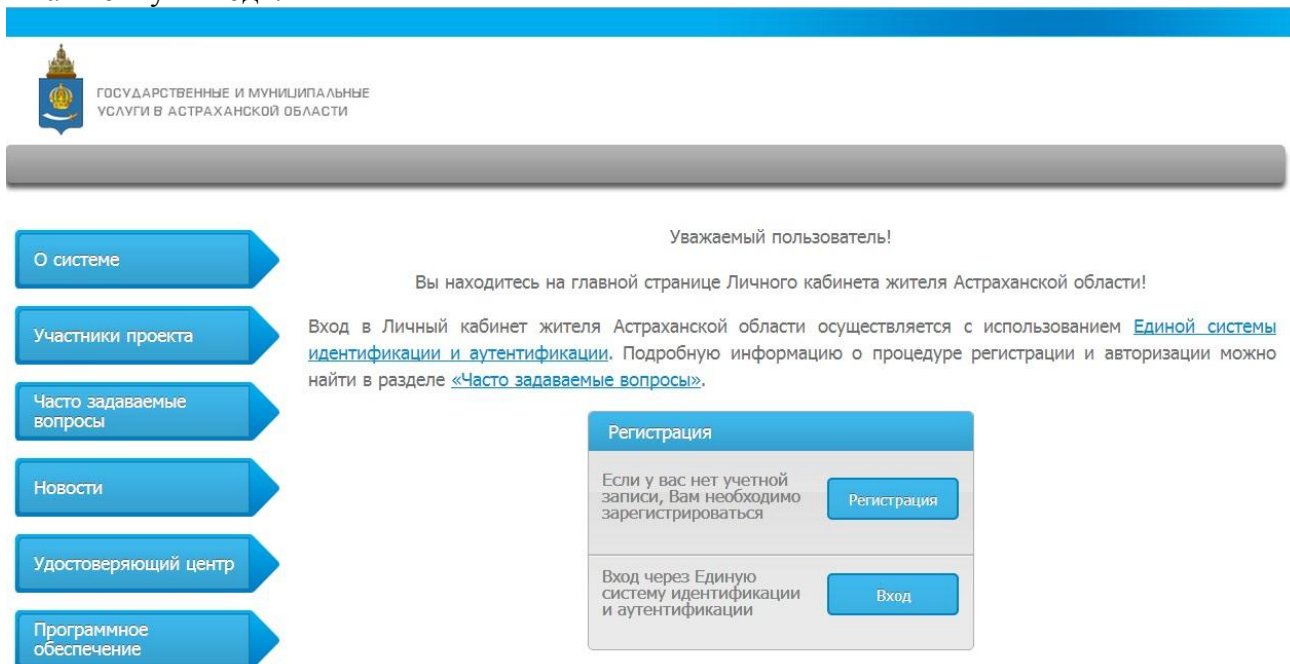 ГОСУДАРСТВЕННЫЕ И МУНИЦИПАЛЬНЫЕ
УСЛУГИ В АСТРАХАНСКОЙ ОБЛАСТИ
О системе
Участники проекта
Часто задаваемые
вопросы
Новости
Удостоверяющий центр
Программное
обеспечение
Уважаемый пользователь!
Вы находитесь на главной странице Личного кабинета жителя Астраханской области!
Вход в Личный кабинет жителя Астраханской области осуществляется с использованием Единой системы
идентификации и аутентификации. Подробную информацию о процедуре регистрации и авторизации можно
найти в разделе «Часто задаваемые вопросы».
Регистрация
Если у вас нет учетной
записи, Вам необходимо
зарегистрироваться
Регистрация
Вход через Единую
систему идентификации
и аутентификации
Вход